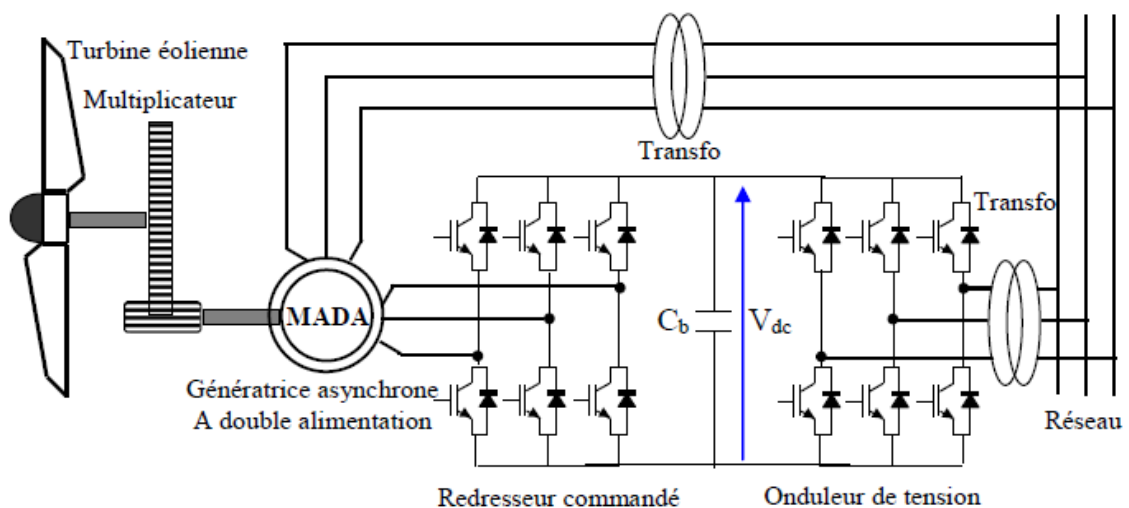 Turbine éolienne
Multiplicateur
Transfo
Transfo
MADA
C_b
V_dc
Génératrice asynchrone
A double alimentation
Réseau
Redresseur commandé
Onduleur de tension